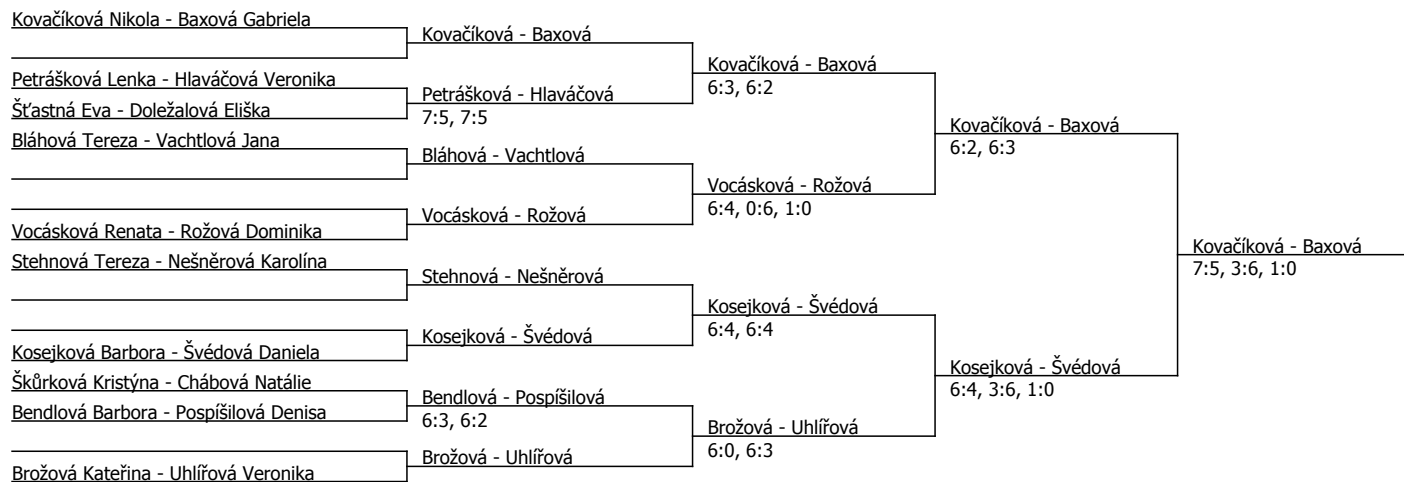 Kovačíková Nikola - Baxová Gabriela
Petrášková Lenka - Hlaváčová Veronika
Šťastná Eva - Doležalová Eliška
Bláhová Tereza - Vachtlová Jana
Vocásková Renata - Rožová Dominika
Stehnová Tereza - Nešněrová Karolína
Kosejková Barbora - Švédová Daniela
Škůrková Kristýna - Chábová Natálie
Bendlová Barbora - Pospíšilová Denisa
Brožová Kateřina - Uhlířová Veronika
Kovačíková - Baxová
Petrášková - Hlaváčová
7:5, 7:5
Bláhová - Vachtlová
Vocásková - Rožová
Stehnová - Nešněrová
Kosejková - Švédová
Bendlová - Pospíšilová
6:3, 6:2
Brožová - Uhlířová
Kovačíková - Baxová
6:3, 6:2
Vocásková - Rožová
6:4, 0:6, 1:0
Kosejková - Švédová
6:4, 6:4
Brožová - Uhlířová
6:0, 6:3
Kovačíková - Baxová
6:2, 6:3
Kosejková - Švédová
6:4, 3:6, 1:0
Kovačíková - Baxová
7:5, 3:6, 1:0